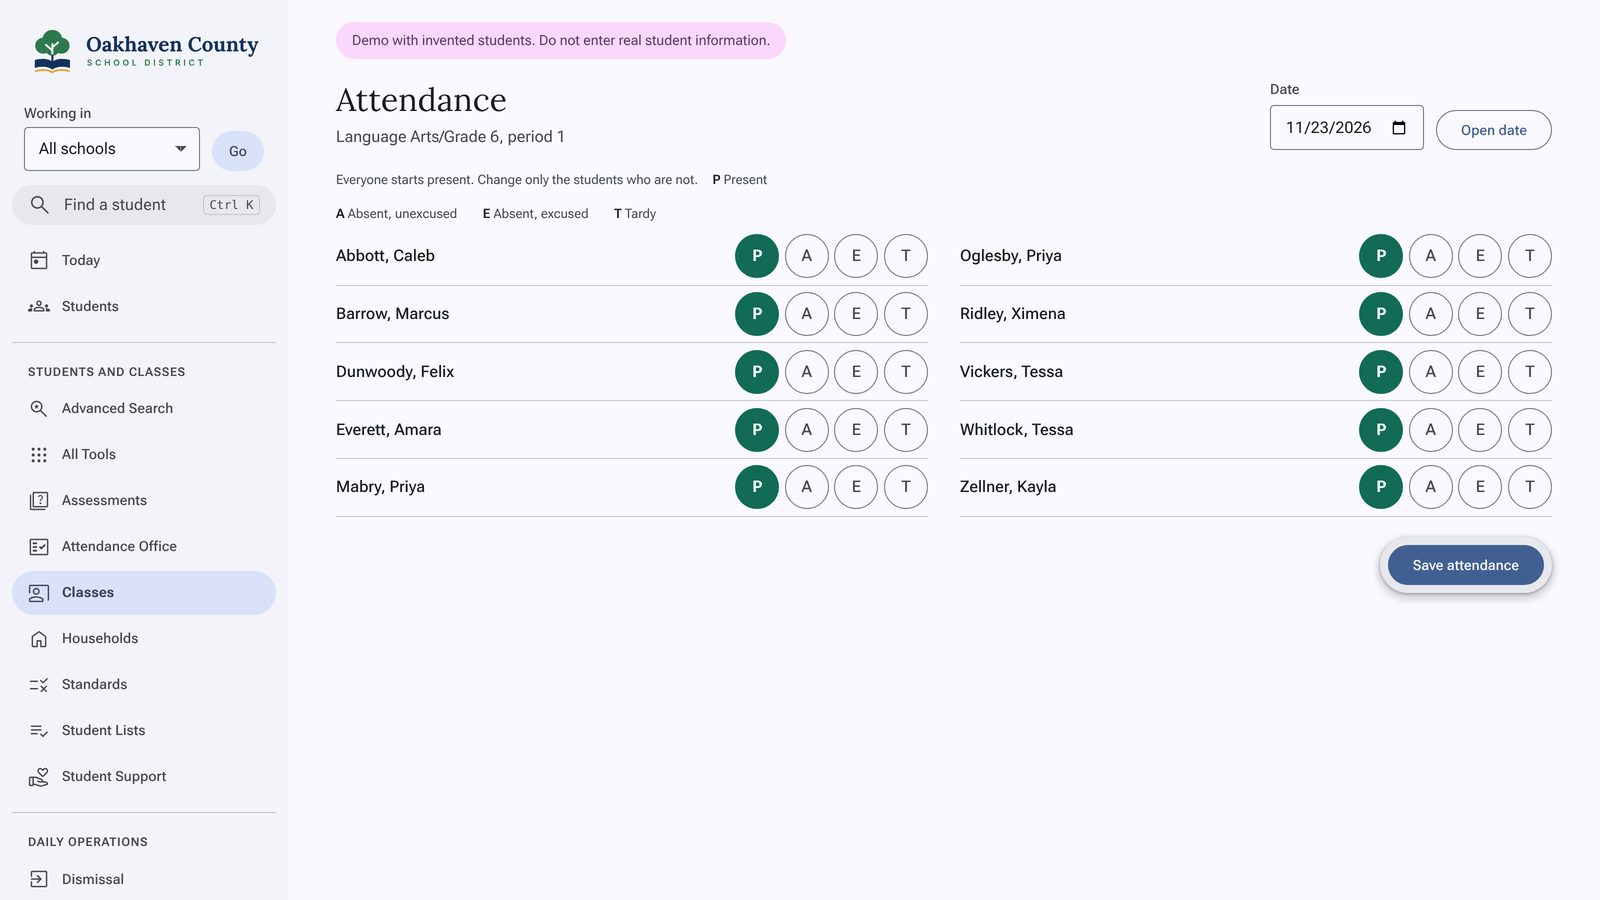 Oakhaven County
SCHOOL DISTRICT
Working in
All schools
Go
Find a student
Ctrl K
Today
Students
STUDENTS AND CLASSES
Advanced Search
All Tools
Assessments
Attendance Office
Classes
Households
Standards
Student Lists
Student Support
DAILY OPERATIONS
Dismissal
Demo with invented students. Do not enter real student information.
Attendance
Language Arts/Grade 6, period 1
Date
11/23/2026
Open date
Everyone starts present. Change only the students who are not. P Present
A Absent, unexcused E Absent, excused T Tardy
Abbott, Caleb P A E T
Barrow, Marcus P A E T
Dunwoody, Felix P A E T
Everett, Amara P A E T
Mabry, Priya P A E T
Oglesby, Priya P A E T
Ridley, Ximena P A E T
Vickers, Tessa P A E T
Whitlock, Tessa P A E T
Zellner, Kayla P A E T
Save attendance